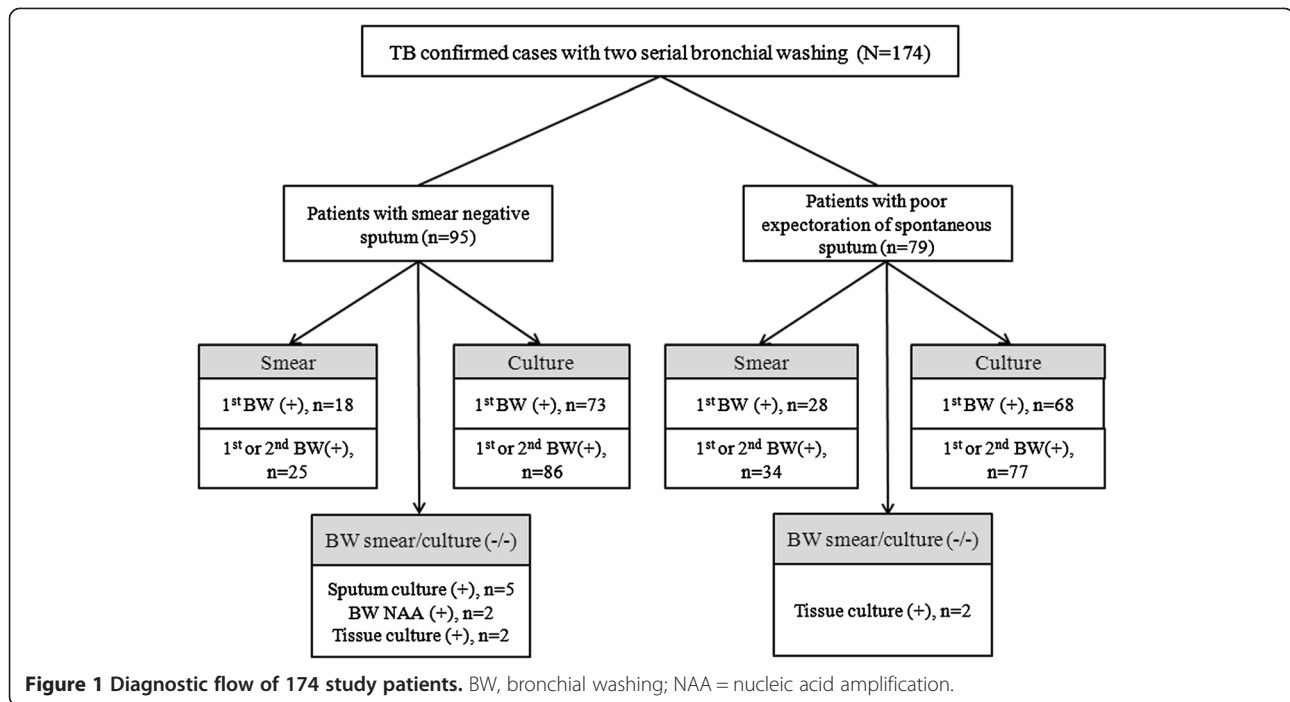 TB confirmed cases with two serial bronchial washing (N=174)
Patients with smear negative
sputum (n=95)
Patients with poor
expectoration of spontaneous
sputum (n=79)
Smear
1st BW (+), n=18
1st or 2nd BW(+),
n=25
Culture
1st BW (+), n=73
1st or 2nd BW(+),
n=86
Smear
1st BW (+), n=28
1st or 2nd BW(+),
n=34
Culture
1st BW (+), n=68
1st or 2nd BW(+),
n=77
BW smear/culture (-/-)
Sputum culture (+), n=5
BW NAA (+), n=2
Tissue culture (+), n=2
BW smear/culture (-/-)
Tissue culture (+), n=2
Figure 1 Diagnostic flow of 174 study patients. BW, bronchial washing; NAA = nucleic acid amplification.